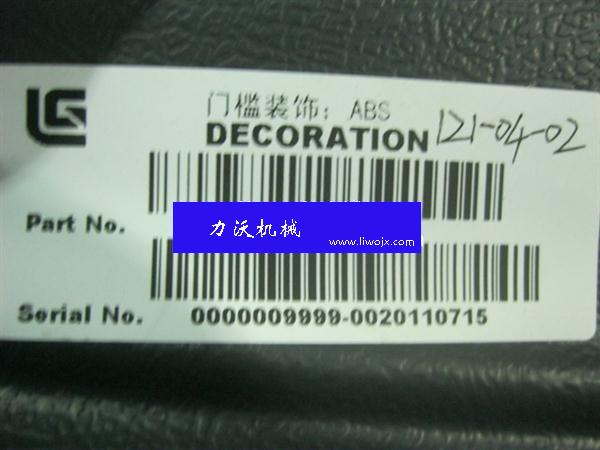 门槛装饰: ABS
DECORATION 121-04-02
Part No.
力沃机械
www.liwojx.com
Serial No. 0000009999-0020110715